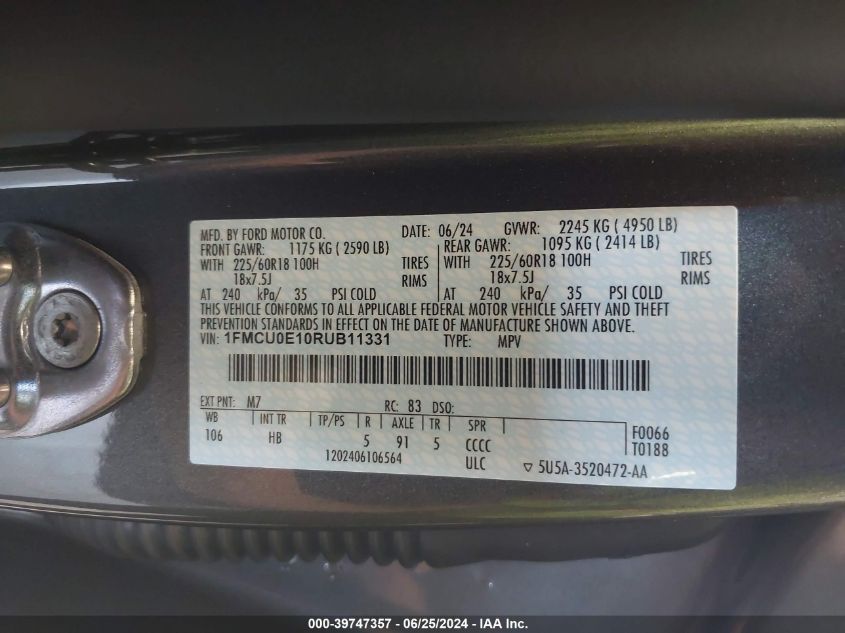 MFD. BY FORD MOTOR CO. DATE: 06/24 GVWR: 2245 KG ( 4950 LB)
FRONT GAWR: 1175 KG ( 2590 LB) REAR GAWR: 1095 KG ( 2414 LB)
WITH 225/60R18 100H TIRES WITH 225/60R18 100H TIRES
18x7.5J RIMS 18x7.5J RIMS
AT 240 kPa/ 35 PSI COLD AT 240 kPa/ 35 PSI COLD
THIS VEHICLE CONFORMS TO ALL APPLICABLE FEDERAL MOTOR VEHICLE SAFETY AND THEFT
PREVENTION STANDARDS IN EFFECT ON THE DATE OF MANUFACTURE SHOWN ABOVE.
VIN: 1FMCU0E10RUB11331 TYPE: MPV
EXT PNT: M7 RC: 83 DSO:
WB INT TR TP/PS R AXLE TR SPR F0066
106 HB 5 91 5 CCCC T0188
1202406106564 ULC ▽ 5U5A-3520472-AA
000-39747357 - 06/25/2024 - IAA Inc.